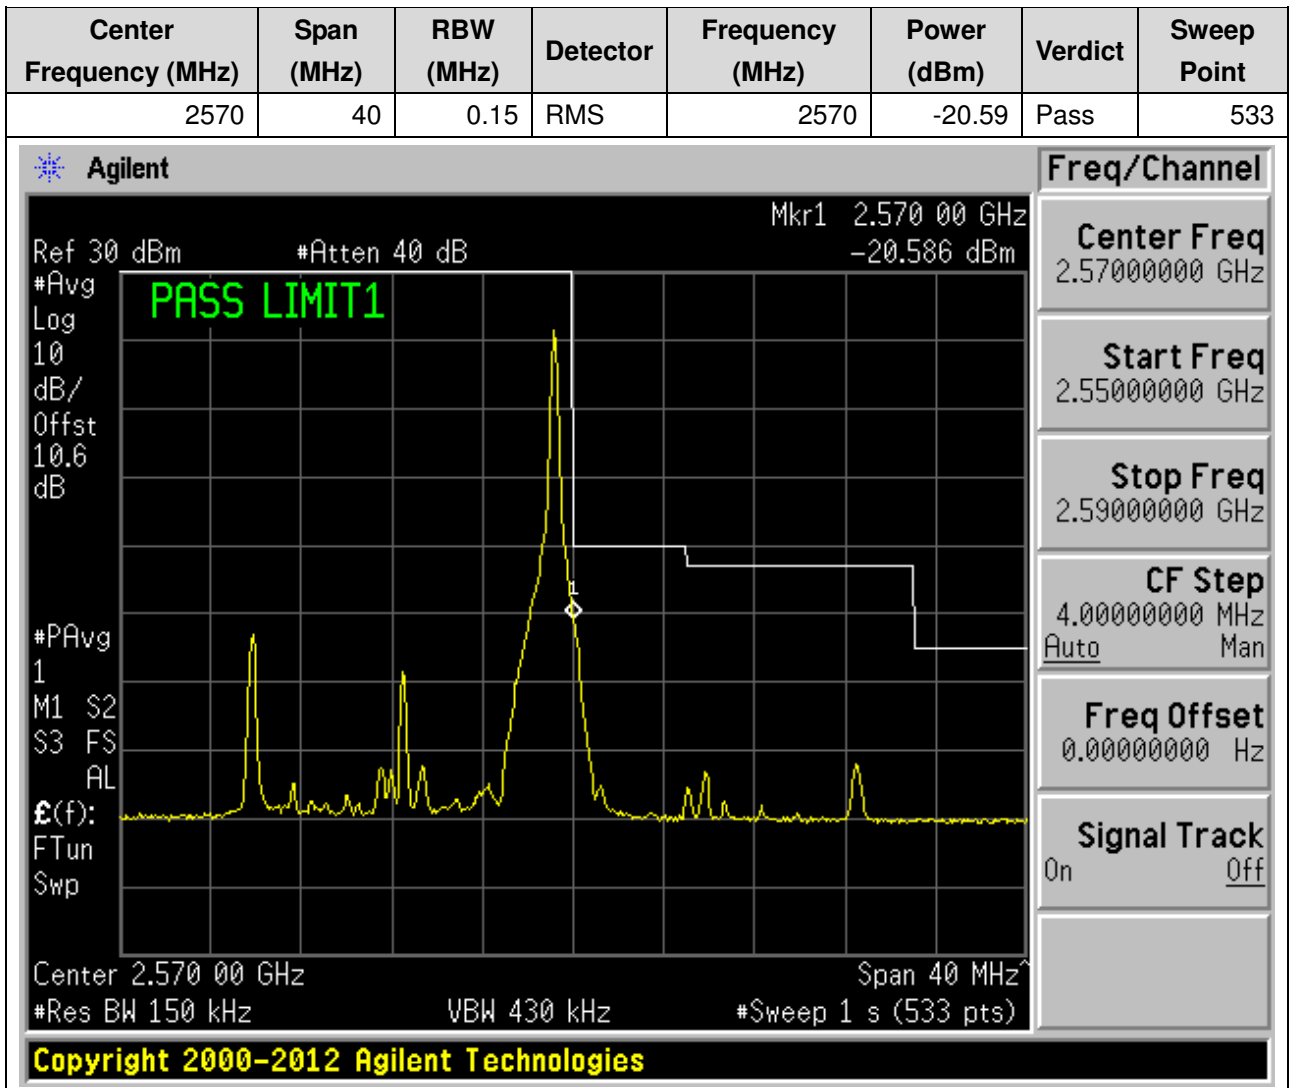 Center Frequency (MHz) Span (MHz) RBW (MHz) Detector Frequency (MHz) Power (dBm) Verdict Sweep Point
2570 40 0.15 RMS 2570 -20.59 Pass 533
Agilent
Freq/Channel
Mkr1 2.570 00 GHz
Ref 30 dBm #Atten 40 dB -20.586 dBm
#Avg
Log
10
dB/
Offst
10.6
dB
PASS LIMIT1
1
#PAvg
1
M1 S2
S3 FS
AL
£(f):
FTun
Swp
Center 2.570 00 GHz Span 40 MHz^
#Res BW 150 kHz VBW 430 kHz #Sweep 1 s (533 pts)
Center Freq
2.57000000 GHz
Start Freq
2.55000000 GHz
Stop Freq
2.59000000 GHz
CF Step
4.00000000 MHz
Auto Man
Freq Offset
0.00000000 Hz
Signal Track
On Off
Copyright 2000-2012 Agilent Technologies